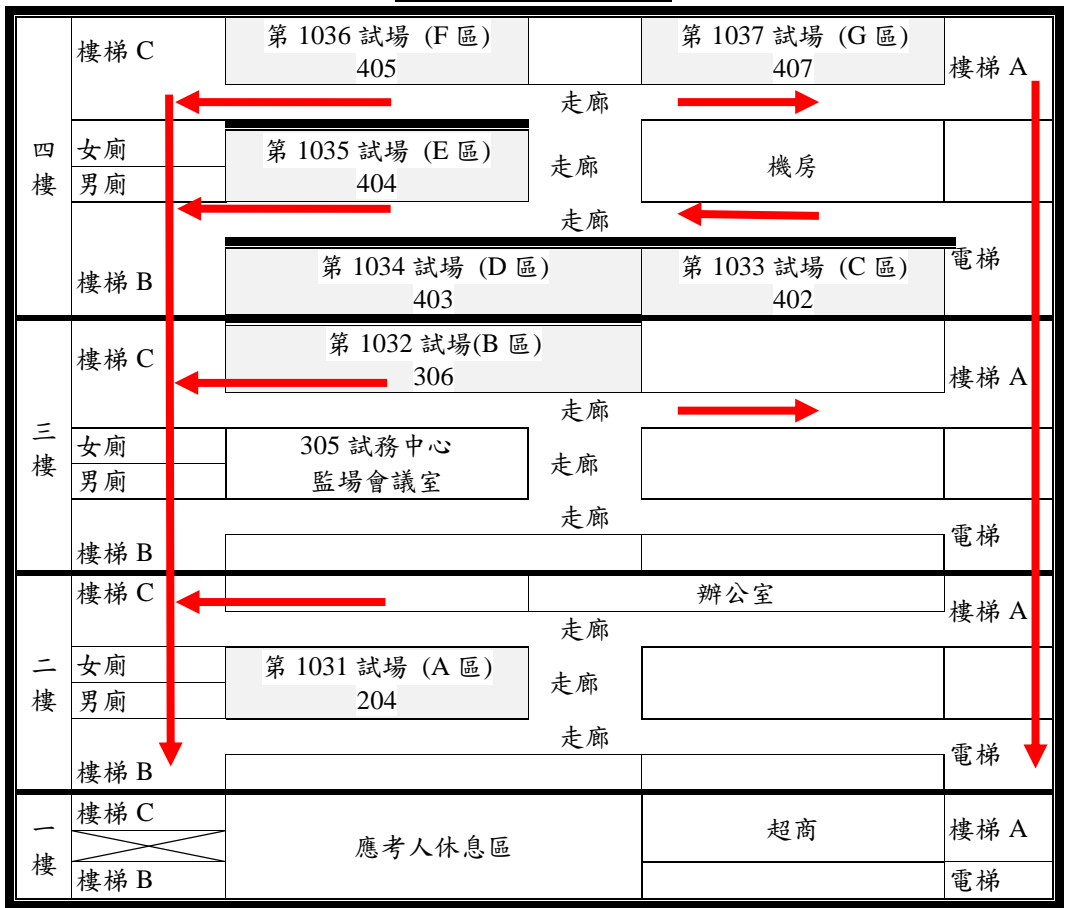 樓梯 C
第 1036 試場 (F 區)
405
第 1037 試場 (G 區)
407
樓梯 A
走廊
四樓
女廁
男廁
第 1035 試場 (E 區)
404
走廊
機房
走廊
樓梯 B
第 1034 試場 (D 區)
403
第 1033 試場 (C 區)
402
電梯
樓梯 C
第 1032 試場(B 區)
306
樓梯 A
走廊
三樓
女廁
男廁
305 試務中心
監場會議室
走廊
走廊
樓梯 B
電梯
樓梯 C
辦公室
樓梯 A
走廊
二樓
女廁
男廁
第 1031 試場 (A 區)
204
走廊
走廊
樓梯 B
電梯
一樓
樓梯 C
樓梯 B
應考人休息區
超商
樓梯 A
電梯